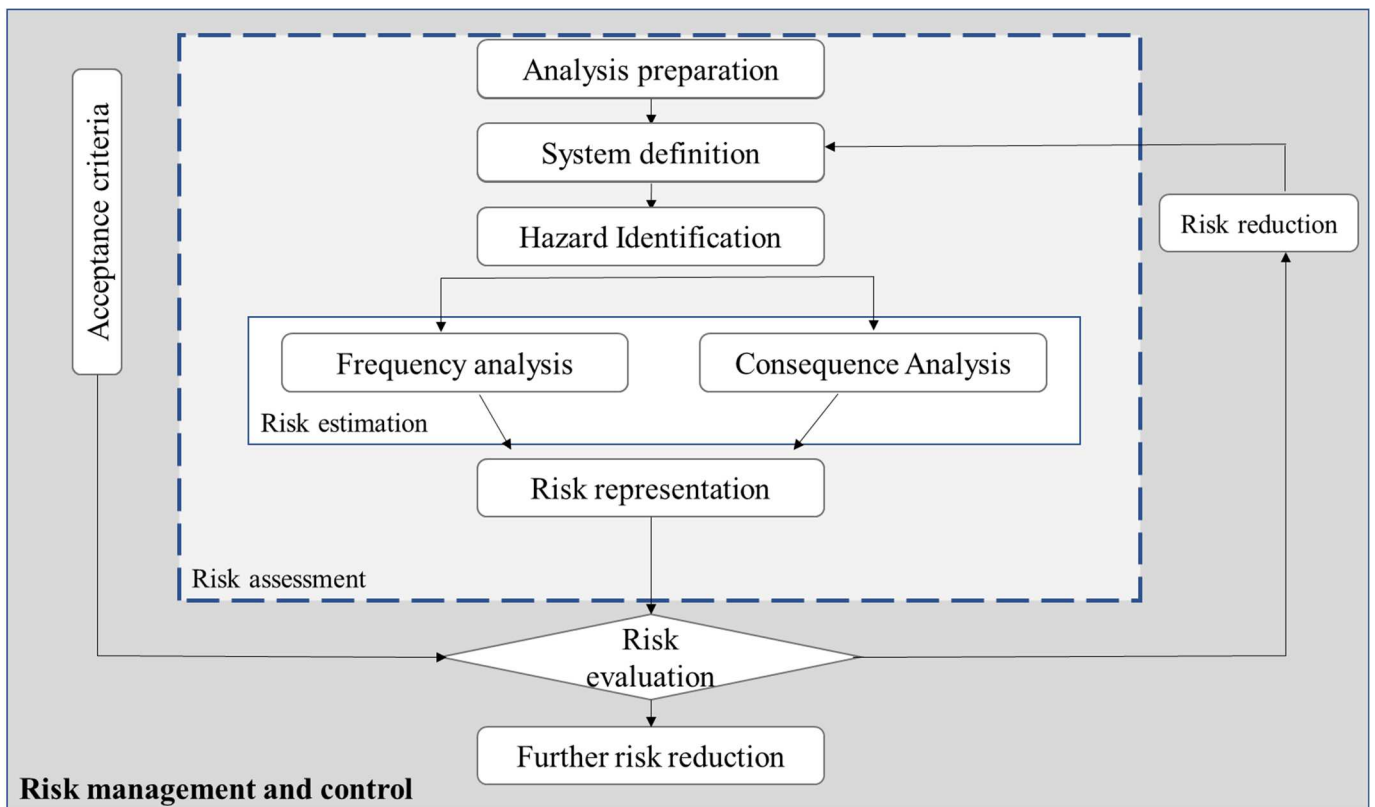 Analysis preparation
Acceptance criteria
System definition
Risk reduction
Hazard Identification
Frequency analysis
Consequence Analysis
Risk estimation
Risk representation
Risk assessment
Risk
evaluation
Further risk reduction
Risk management and control